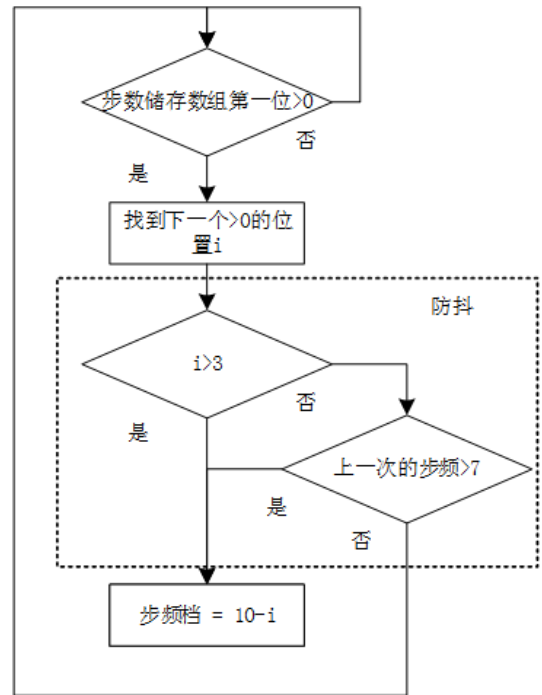 步数储存数组第一位>0
否
是
找到下一个>0的位
置i
防抖
i>3
否
是
上一次的步频>7
是
否
步频档 = 10-i